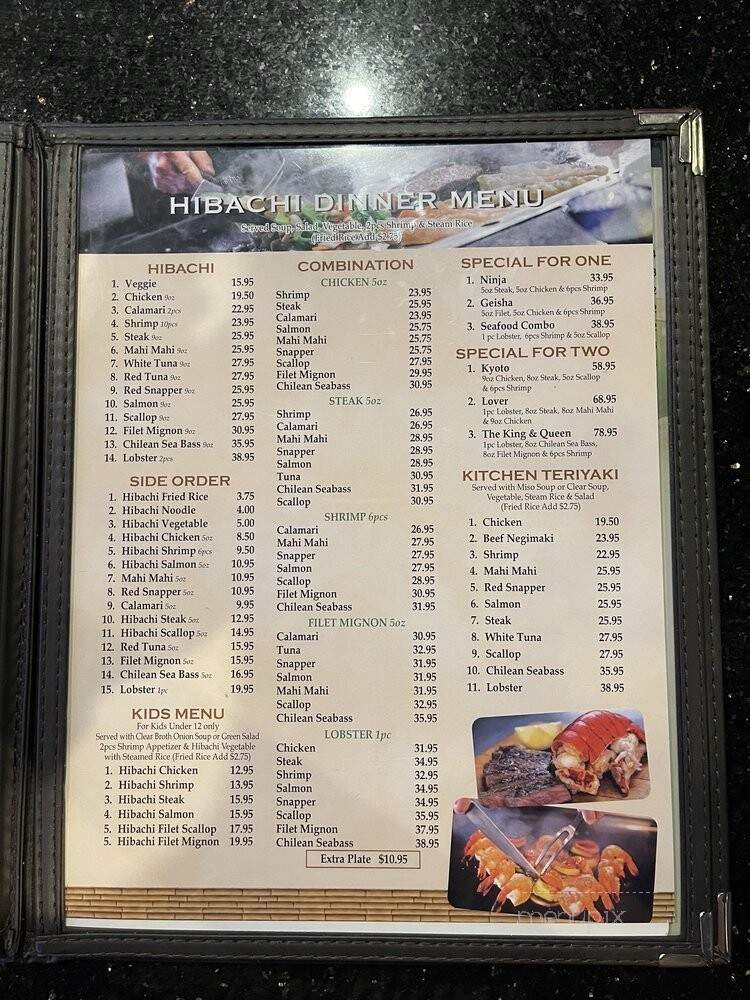 HIBACHI DINNER MENU
Served Soup, Salad, Vegetable, 2pcs Shrimp & Steam Rice
(Fried Rice Add $2.75)
HIBACHI
1. Veggie 15.95
2. Chicken 9oz 19.50
3. Calamari 2pcs 22.95
4. Shrimp 10pcs 23.95
5. Steak 9oz 25.95
6. Mahi Mahi 9oz 25.95
7. White Tuna 9oz 27.95
8. Red Tuna 9oz 27.95
9. Red Snapper 9oz 25.95
10. Salmon 9oz 25.95
11. Scallop 9oz 27.95
12. Filet Mignon 9oz 30.95
13. Chilean Sea Bass 9oz 35.95
14. Lobster 2pcs 38.95
SIDE ORDER
1. Hibachi Fried Rice 3.75
2. Hibachi Noodle 4.00
3. Hibachi Vegetable 5.00
4. Hibachi Chicken 5oz 8.50
5. Hibachi Shrimp 6pcs 9.50
6. Hibachi Salmon 5oz 10.95
7. Mahi Mahi 5oz 10.95
8. Red Snapper 5oz 10.95
9. Calamari 5oz 9.95
10. Hibachi Steak 5oz 12.95
11. Hibachi Scallop 5oz 14.95
12. Red Tuna 5oz 15.95
13. Filet Mignon 5oz 15.95
14. Chilean Sea Bass 5oz 16.95
15. Lobster 1pc 19.95
KIDS MENU
For Kids Under 12 only
Served with Clear Broth Onion Soup or Green Salad
2pcs Shrimp Appetizer & Hibachi Vegetable
with Steamed Rice (Fried Rice Add $2.75)
1. Hibachi Chicken 12.95
2. Hibachi Shrimp 13.95
3. Hibachi Steak 15.95
4. Hibachi Salmon 15.95
5. Hibachi Filet Scallop 17.95
5. Hibachi Filet Mignon 19.95
COMBINATION
CHICKEN 5oz
Shrimp 23.95
Steak 25.95
Calamari 23.95
Salmon 25.75
Mahi Mahi 25.75
Snapper 25.75
Scallop 27.95
Filet Mignon 29.95
Chilean Seabass 30.95
STEAK 5oz
Shrimp 26.95
Calamari 26.95
Mahi Mahi 28.95
Snapper 28.95
Salmon 28.95
Tuna 30.95
Chilean Seabass 31.95
Scallop 30.95
SHRIMP 6pcs
Calamari 26.95
Mahi Mahi 27.95
Snapper 27.95
Salmon 27.95
Scallop 28.95
Filet Mignon 30.95
Chilean Seabass 31.95
FILET MIGNON 5oz
Calamari 30.95
Tuna 32.95
Snapper 31.95
Salmon 31.95
Mahi Mahi 31.95
Scallop 32.95
Chilean Seabass 35.95
LOBSTER 1pc
Chicken 31.95
Steak 34.95
Shrimp 32.95
Salmon 34.95
Snapper 34.95
Scallop 35.95
Filet Mignon 37.95
Chilean Seabass 38.95
Extra Plate $10.95
SPECIAL FOR ONE
1. Ninja 33.95
5oz Steak, 5oz Chicken & 6pcs Shrimp
2. Geisha 36.95
5oz Filet, 5oz Chicken & 6pcs Shrimp
3. Seafood Combo 38.95
1 pc Lobster, 6pcs Shrimp & 5oz Scallop
SPECIAL FOR TWO
1. Kyoto 58.95
9oz Chicken, 8oz Steak, 5oz Scallop
& 6pcs Shrimp
2. Lover 68.95
1pc Lobster, 8oz Steak, 8oz Mahi Mahi
& 9oz Chicken
3. The King & Queen 78.95
1pc Lobster, 8oz Chilean Sea Bass,
8oz Filet Mignon & 6pcs Shrimp
KITCHEN TERIYAKI
Served with Miso Soup or Clear Soup,
Vegetable, Steam Rice & Salad
(Fried Rice Add $2.75)
1. Chicken 19.50
2. Beef Negimaki 23.95
3. Shrimp 22.95
4. Mahi Mahi 25.95
5. Red Snapper 25.95
6. Salmon 25.95
7. Steak 25.95
8. White Tuna 27.95
9. Scallop 27.95
10. Chilean Seabass 35.95
11. Lobster 38.95
menupix